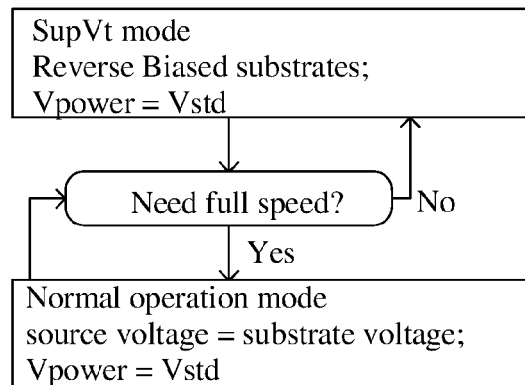 SupVt mode
Reverse Biased substrates;
Vpower = Vstd
Need full speed?
No
Yes
Normal operation mode
source voltage = substrate voltage;
Vpower = Vstd